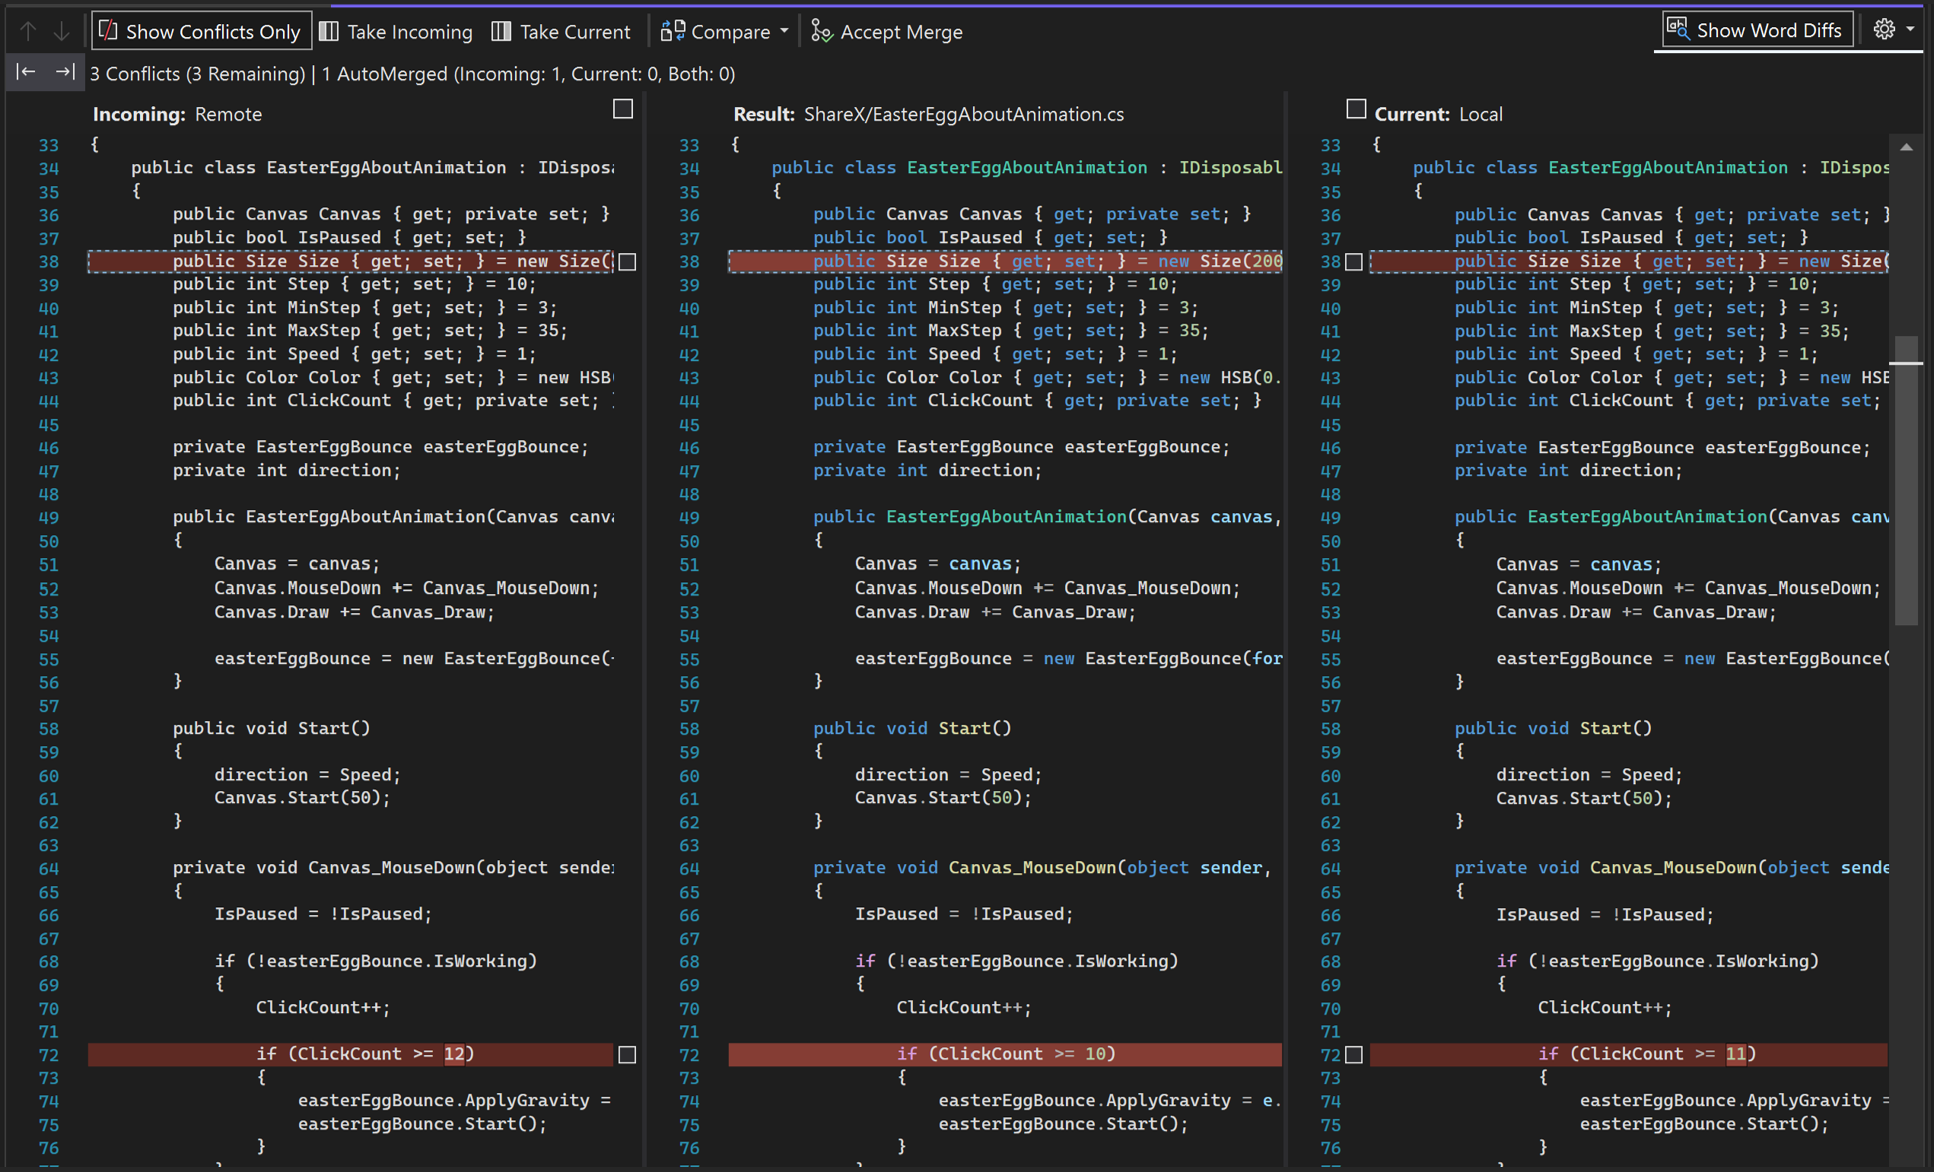 Show Conflicts Only Take Incoming Take Current Compare Accept Merge Show Word Diffs
3 Conflicts (3 Remaining) | 1 AutoMerged (Incoming: 1, Current: 0, Both: 0)
Incoming: Remote
33 {
34 public class EasterEggAboutAnimation : IDispos
35 {
36 public Canvas Canvas { get; private set; }
37 public bool IsPaused { get; set; }
38 public Size Size { get; set; } = new Size(
39 public int Step { get; set; } = 10;
40 public int MinStep { get; set; } = 3;
41 public int MaxStep { get; set; } = 35;
42 public int Speed { get; set; } = 1;
43 public Color Color { get; set; } = new HSB(
44 public int ClickCount { get; private set; }
45
46 private EasterEggBounce easterEggBounce;
47 private int direction;
48
49 public EasterEggAboutAnimation(Canvas canv
50 {
51 Canvas = canvas;
52 Canvas.MouseDown += Canvas_MouseDown;
53 Canvas.Draw += Canvas_Draw;
54
55 easterEggBounce = new EasterEggBounce(
56 }
57
58 public void Start()
59 {
60 direction = Speed;
61 Canvas.Start(50);
62 }
63
64 private void Canvas_MouseDown(object sende
65 {
66 IsPaused = !IsPaused;
67
68 if (!easterEggBounce.IsWorking)
69 {
70 ClickCount++;
71
72 if (ClickCount >= 12)
73 {
74 easterEggBounce.ApplyGravity =
75 easterEggBounce.Start();
76 }
Result: ShareX/EasterEggAboutAnimation.cs
33 {
34 public class EasterEggAboutAnimation : IDisposabl
35 {
36 public Canvas Canvas { get; private set; }
37 public bool IsPaused { get; set; }
38 public Size Size { get; set; } = new Size(200
39 public int Step { get; set; } = 10;
40 public int MinStep { get; set; } = 3;
41 public int MaxStep { get; set; } = 35;
42 public int Speed { get; set; } = 1;
43 public Color Color { get; set; } = new HSB(0.
44 public int ClickCount { get; private set; }
45
46 private EasterEggBounce easterEggBounce;
47 private int direction;
48
49 public EasterEggAboutAnimation(Canvas canvas,
50 {
51 Canvas = canvas;
52 Canvas.MouseDown += Canvas_MouseDown;
53 Canvas.Draw += Canvas_Draw;
54
55 easterEggBounce = new EasterEggBounce(for
56 }
57
58 public void Start()
59 {
60 direction = Speed;
61 Canvas.Start(50);
62 }
63
64 private void Canvas_MouseDown(object sender,
65 {
66 IsPaused = !IsPaused;
67
68 if (!easterEggBounce.IsWorking)
69 {
70 ClickCount++;
71
72 if (ClickCount >= 10)
73 {
74 easterEggBounce.ApplyGravity = e.
75 easterEggBounce.Start();
76 }
Current: Local
33 {
34 public class EasterEggAboutAnimation : IDispos
35 {
36 public Canvas Canvas { get; private set; }
37 public bool IsPaused { get; set; }
38 public Size Size { get; set; } = new Size(
39 public int Step { get; set; } = 10;
40 public int MinStep { get; set; } = 3;
41 public int MaxStep { get; set; } = 35;
42 public int Speed { get; set; } = 1;
43 public Color Color { get; set; } = new HSB
44 public int ClickCount { get; private set;
45
46 private EasterEggBounce easterEggBounce;
47 private int direction;
48
49 public EasterEggAboutAnimation(Canvas canv
50 {
51 Canvas = canvas;
52 Canvas.MouseDown += Canvas_MouseDown;
53 Canvas.Draw += Canvas_Draw;
54
55 easterEggBounce = new EasterEggBounce(
56 }
57
58 public void Start()
59 {
60 direction = Speed;
61 Canvas.Start(50);
62 }
63
64 private void Canvas_MouseDown(object sende
65 {
66 IsPaused = !IsPaused;
67
68 if (!easterEggBounce.IsWorking)
69 {
70 ClickCount++;
71
72 if (ClickCount >= 11)
73 {
74 easterEggBounce.ApplyGravity =
75 easterEggBounce.Start();
76 }